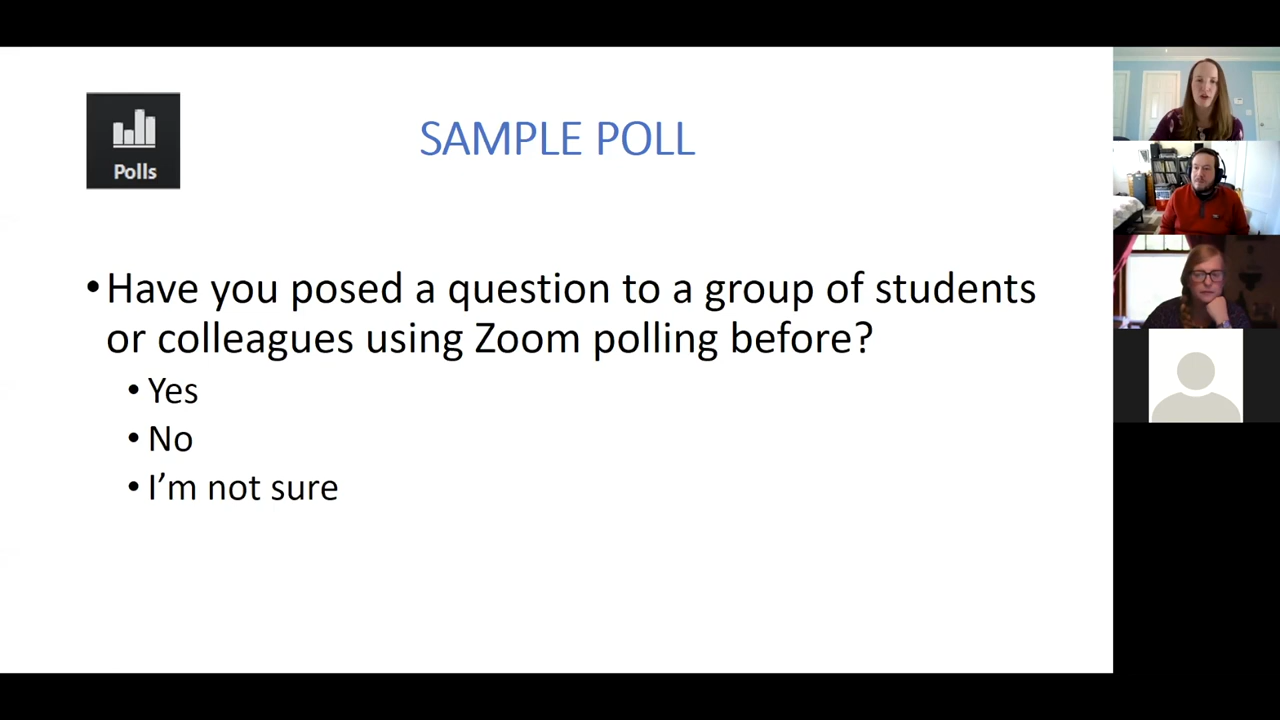 Polls
SAMPLE POLL
•Have you posed a question to a group of students
or colleagues using Zoom polling before?
•Yes
•No
•I’m not sure